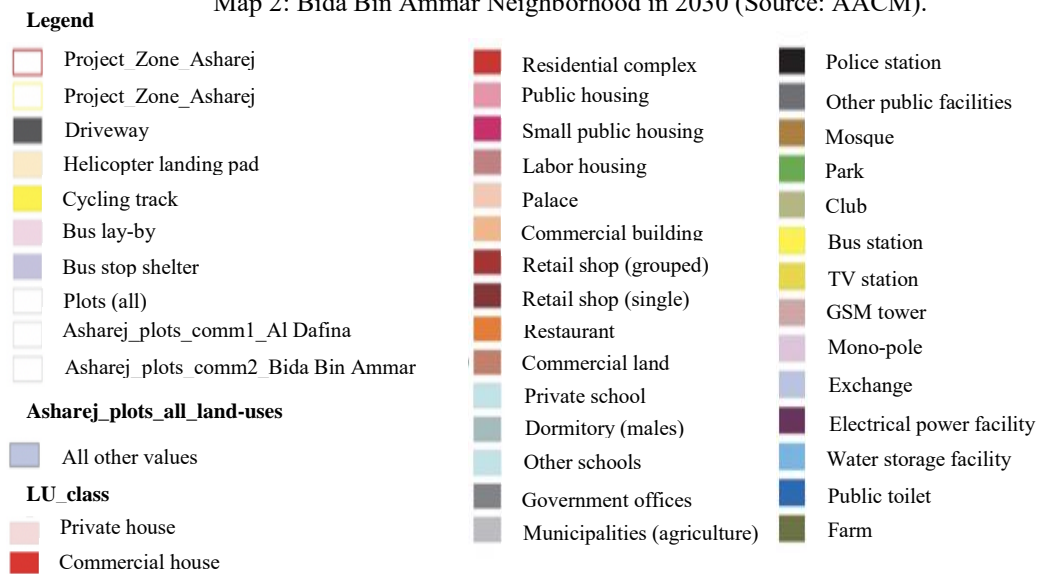 Map 2: Bida Bin Ammar Neighborhood in 2030 (Source: AACM).
Legend
Project_Zone_Asharej
Project_Zone_Asharej
Driveway
Helicopter landing pad
Cycling track
Bus lay-by
Bus stop shelter
Plots (all)
Asharej_plots_comm1_Al Dafina
Asharej_plots_comm2_Bida Bin Ammar
Asharej_plots_all_land-uses
All other values
LU_class
Private house
Commercial house
Residential complex
Public housing
Small public housing
Labor housing
Palace
Commercial building
Retail shop (grouped)
Retail shop (single)
Restaurant
Commercial land
Private school
Dormitory (males)
Other schools
Government offices
Municipalities (agriculture)
Police station
Other public facilities
Mosque
Park
Club
Bus station
TV station
GSM tower
Mono-pole
Exchange
Electrical power facility
Water storage facility
Public toilet
Farm